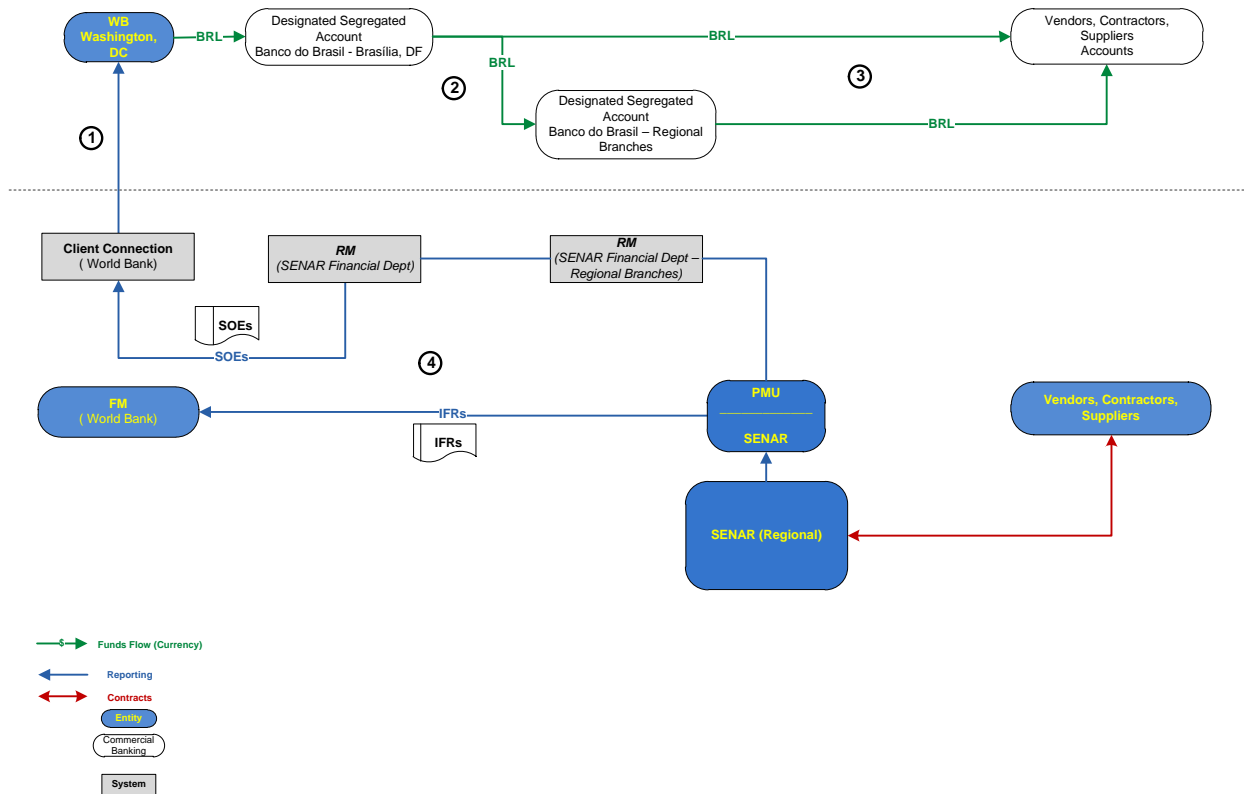 WB
Washington,
DC
BRL
Designated Segregated
Account
Banco do Brasil - Brasília, DF
BRL
Vendors, Contractors,
Suppliers
Accounts
BRL
2
3
1
Designated Segregated
Account
Banco do Brasil – Regional
Branches
BRL
Client Connection
( World Bank)
RM
(SENAR Financial Dept)
RM
(SENAR Financial Dept –
Regional Branches)
SOEs
SOEs
4
FM
( World Bank)
IFRs
IFRs
PMU
SENAR
Vendors, Contractors,
Suppliers
SENAR (Regional)
$ Funds Flow (Currency)
Reporting
Contracts
Entity
Commercial
Banking
System